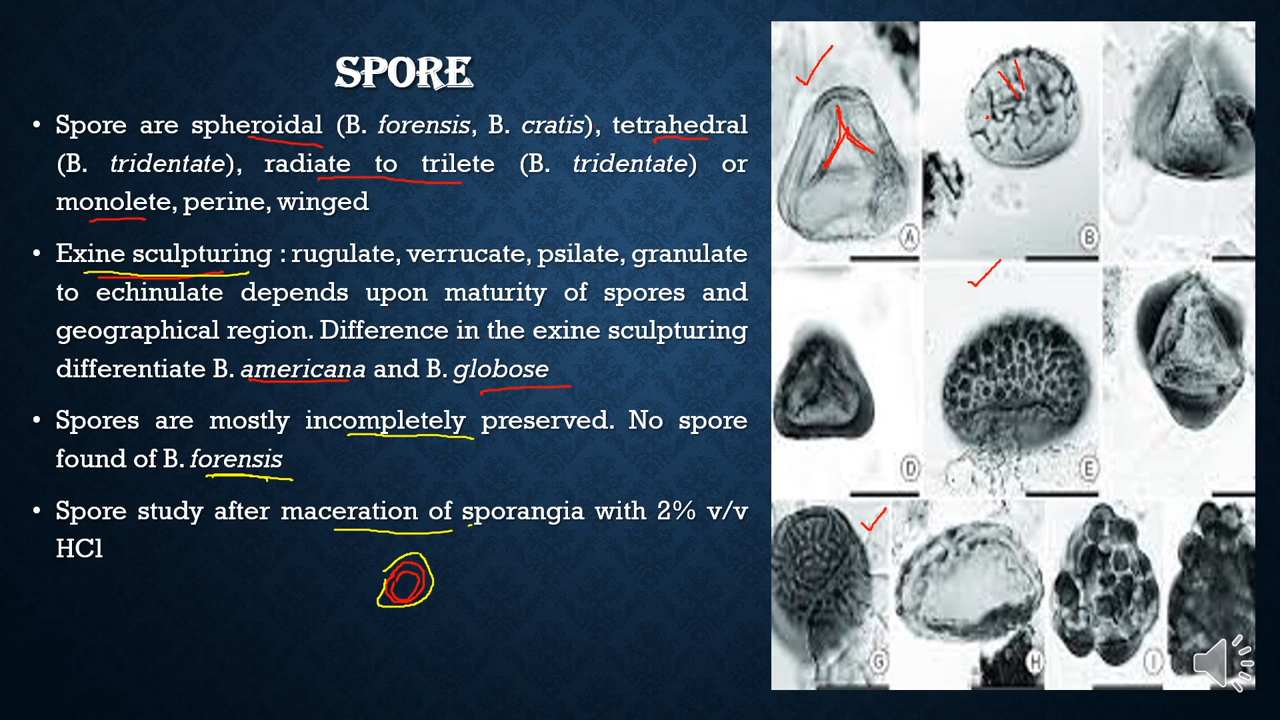 SPORE
• Spore are spheroidal (B. forensis, B. cratis), tetrahedral
(B. tridentate), radiate to trilete (B. tridentate) or
monolete, perine, winged
• Exine sculpturing : rugulate, verrucate, psilate, granulate
to echinulate depends upon maturity of spores and
geographical region. Difference in the exine sculpturing
differentiate B. americana and B. globose
• Spores are mostly incompletely preserved. No spore
found of B. forensis
• Spore study after maceration of sporangia with 2% v/v
HCl
A
B
D
E
G
H
I